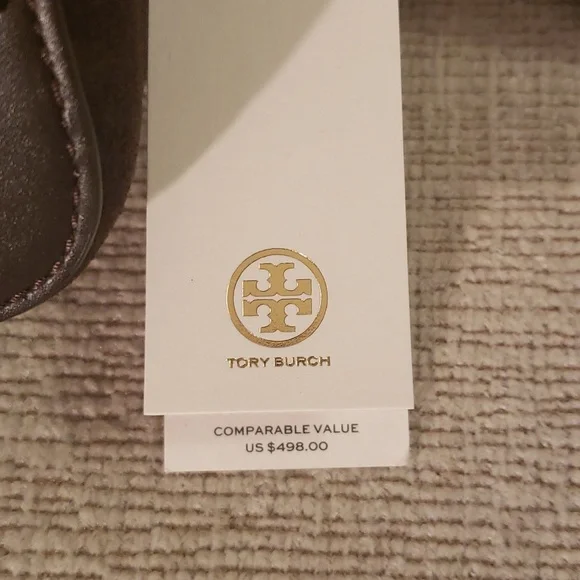 TORY BURCH
COMPARABLE VALUE
US $498.00